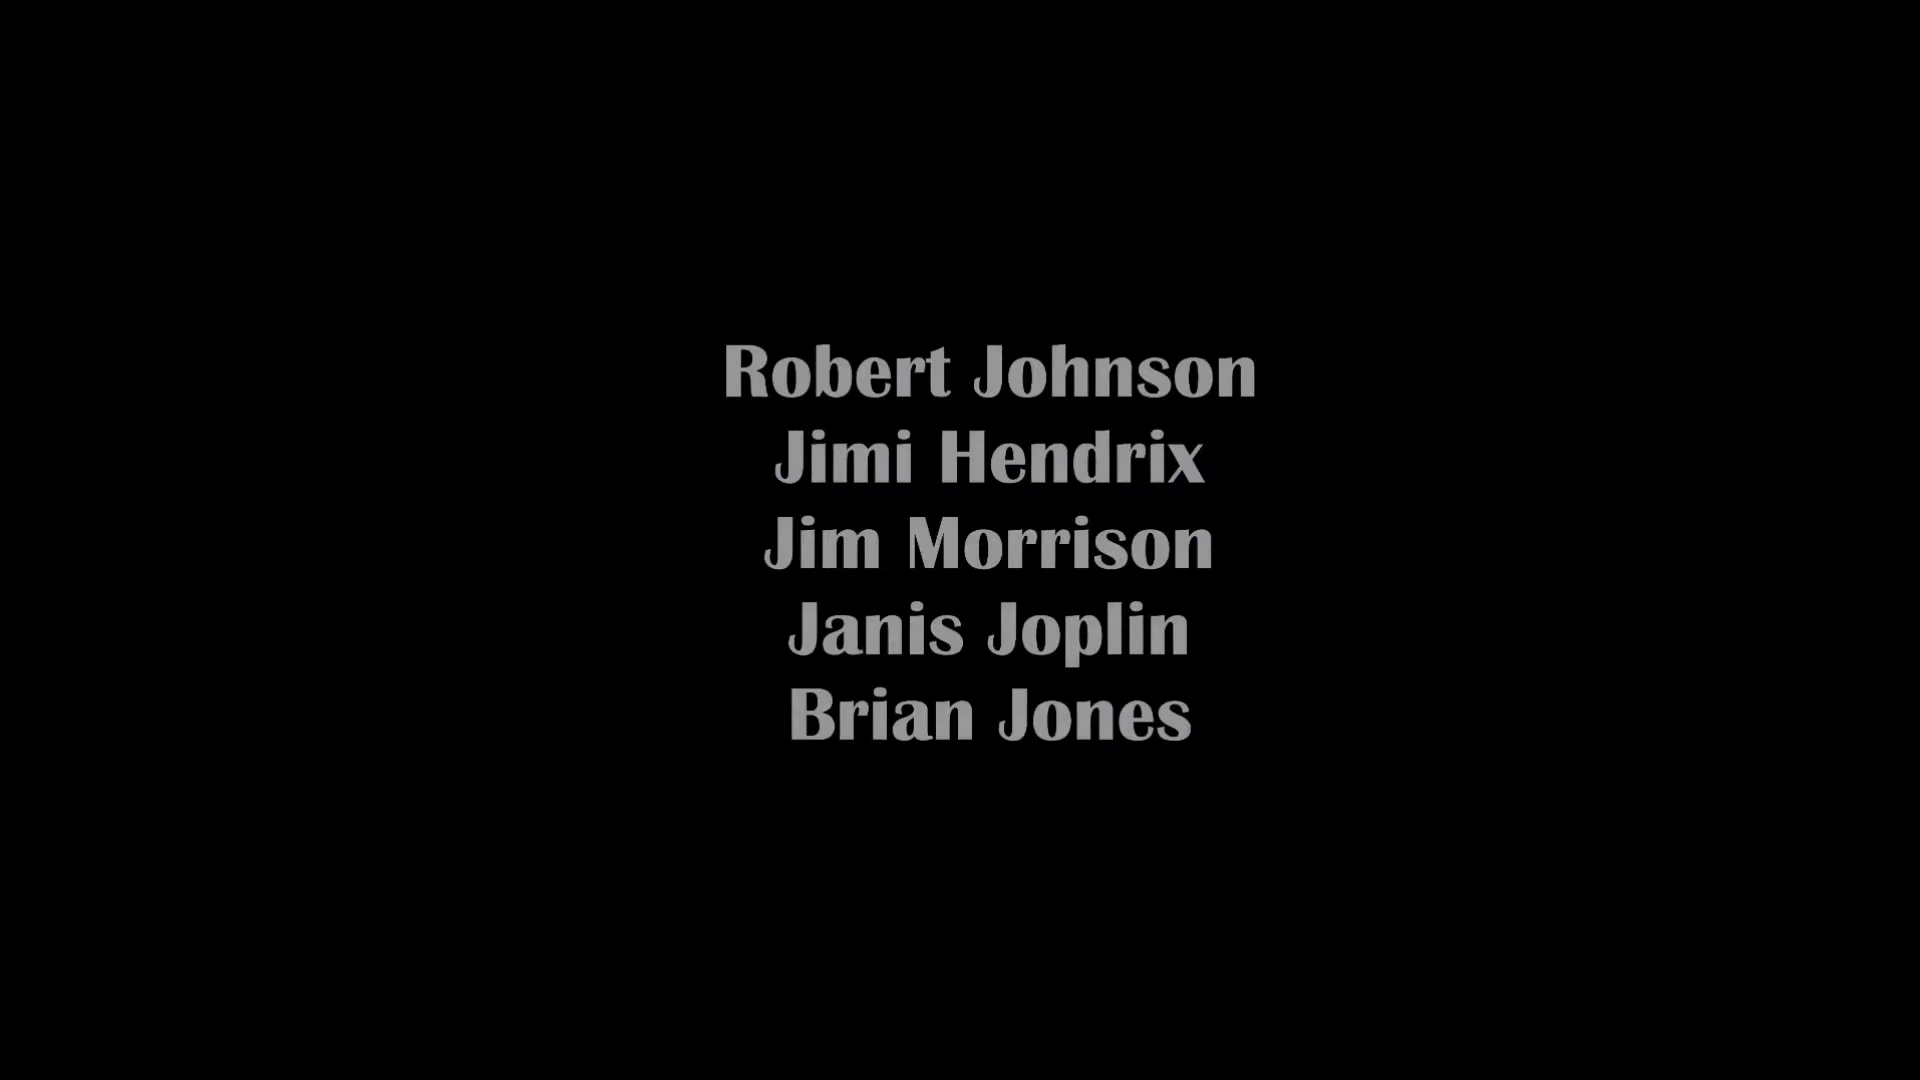 Robert Johnson
Jimi Hendrix
Jim Morrison
Janis Joplin
Brian Jones